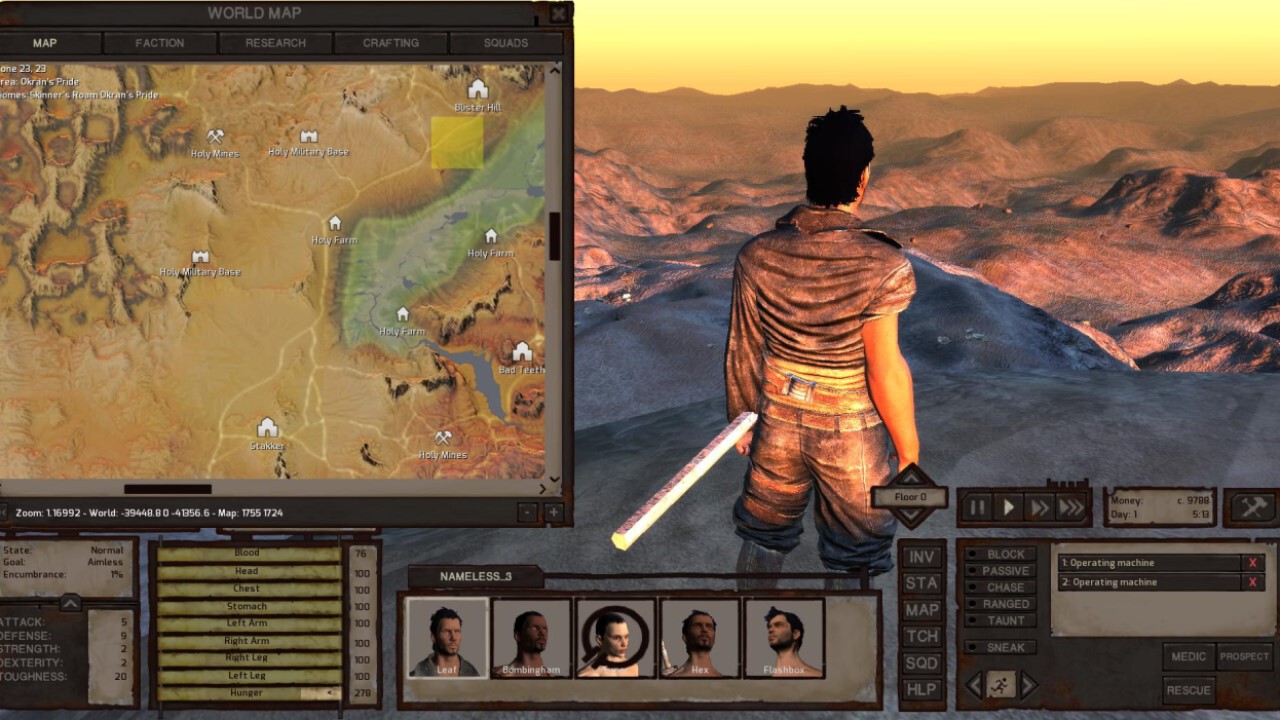 WORLD MAP
MAP FACTION RESEARCH CRAFTING SQUADS
one 23, 23
rea: Okran's Pride
iomes Skinner's Roam Okran's Pride
Blister Hill
Holy Mines
Holy Military Base
Holy Farm
Holy Farm
Holy Military Base
Holy Farm
Bad Teeth
Stakker
Holy Mines
Zoom: 1.16992 - World: -39448.8 0 -41356.6 - Map: 1755 1724
- +
Floor 0
Money: c. 9788
Day: 1 5:13
State: Normal
Goal: Aimless
Encumbrance: 1%
ATTACK: 5
DEFENSE: 9
STRENGTH: 2
DEXTERITY: 2
TOUGHNESS: 20
Blood 76
Head 100
Chest 100
Stomach 100
Left Arm 100
Right Arm 100
Right Leg 100
Left Leg 100
Hunger < 278
NAMELESS_3
Leaf
Bombingham
Hex
Flashbox
INV
STA
MAP
TCH
SQD
HLP
BLOCK
PASSIVE
CHASE
RANGED
TAUNT
SNEAK
1: Operating machine X
2: Operating machine X
MEDIC PROSPECT
RESCUE